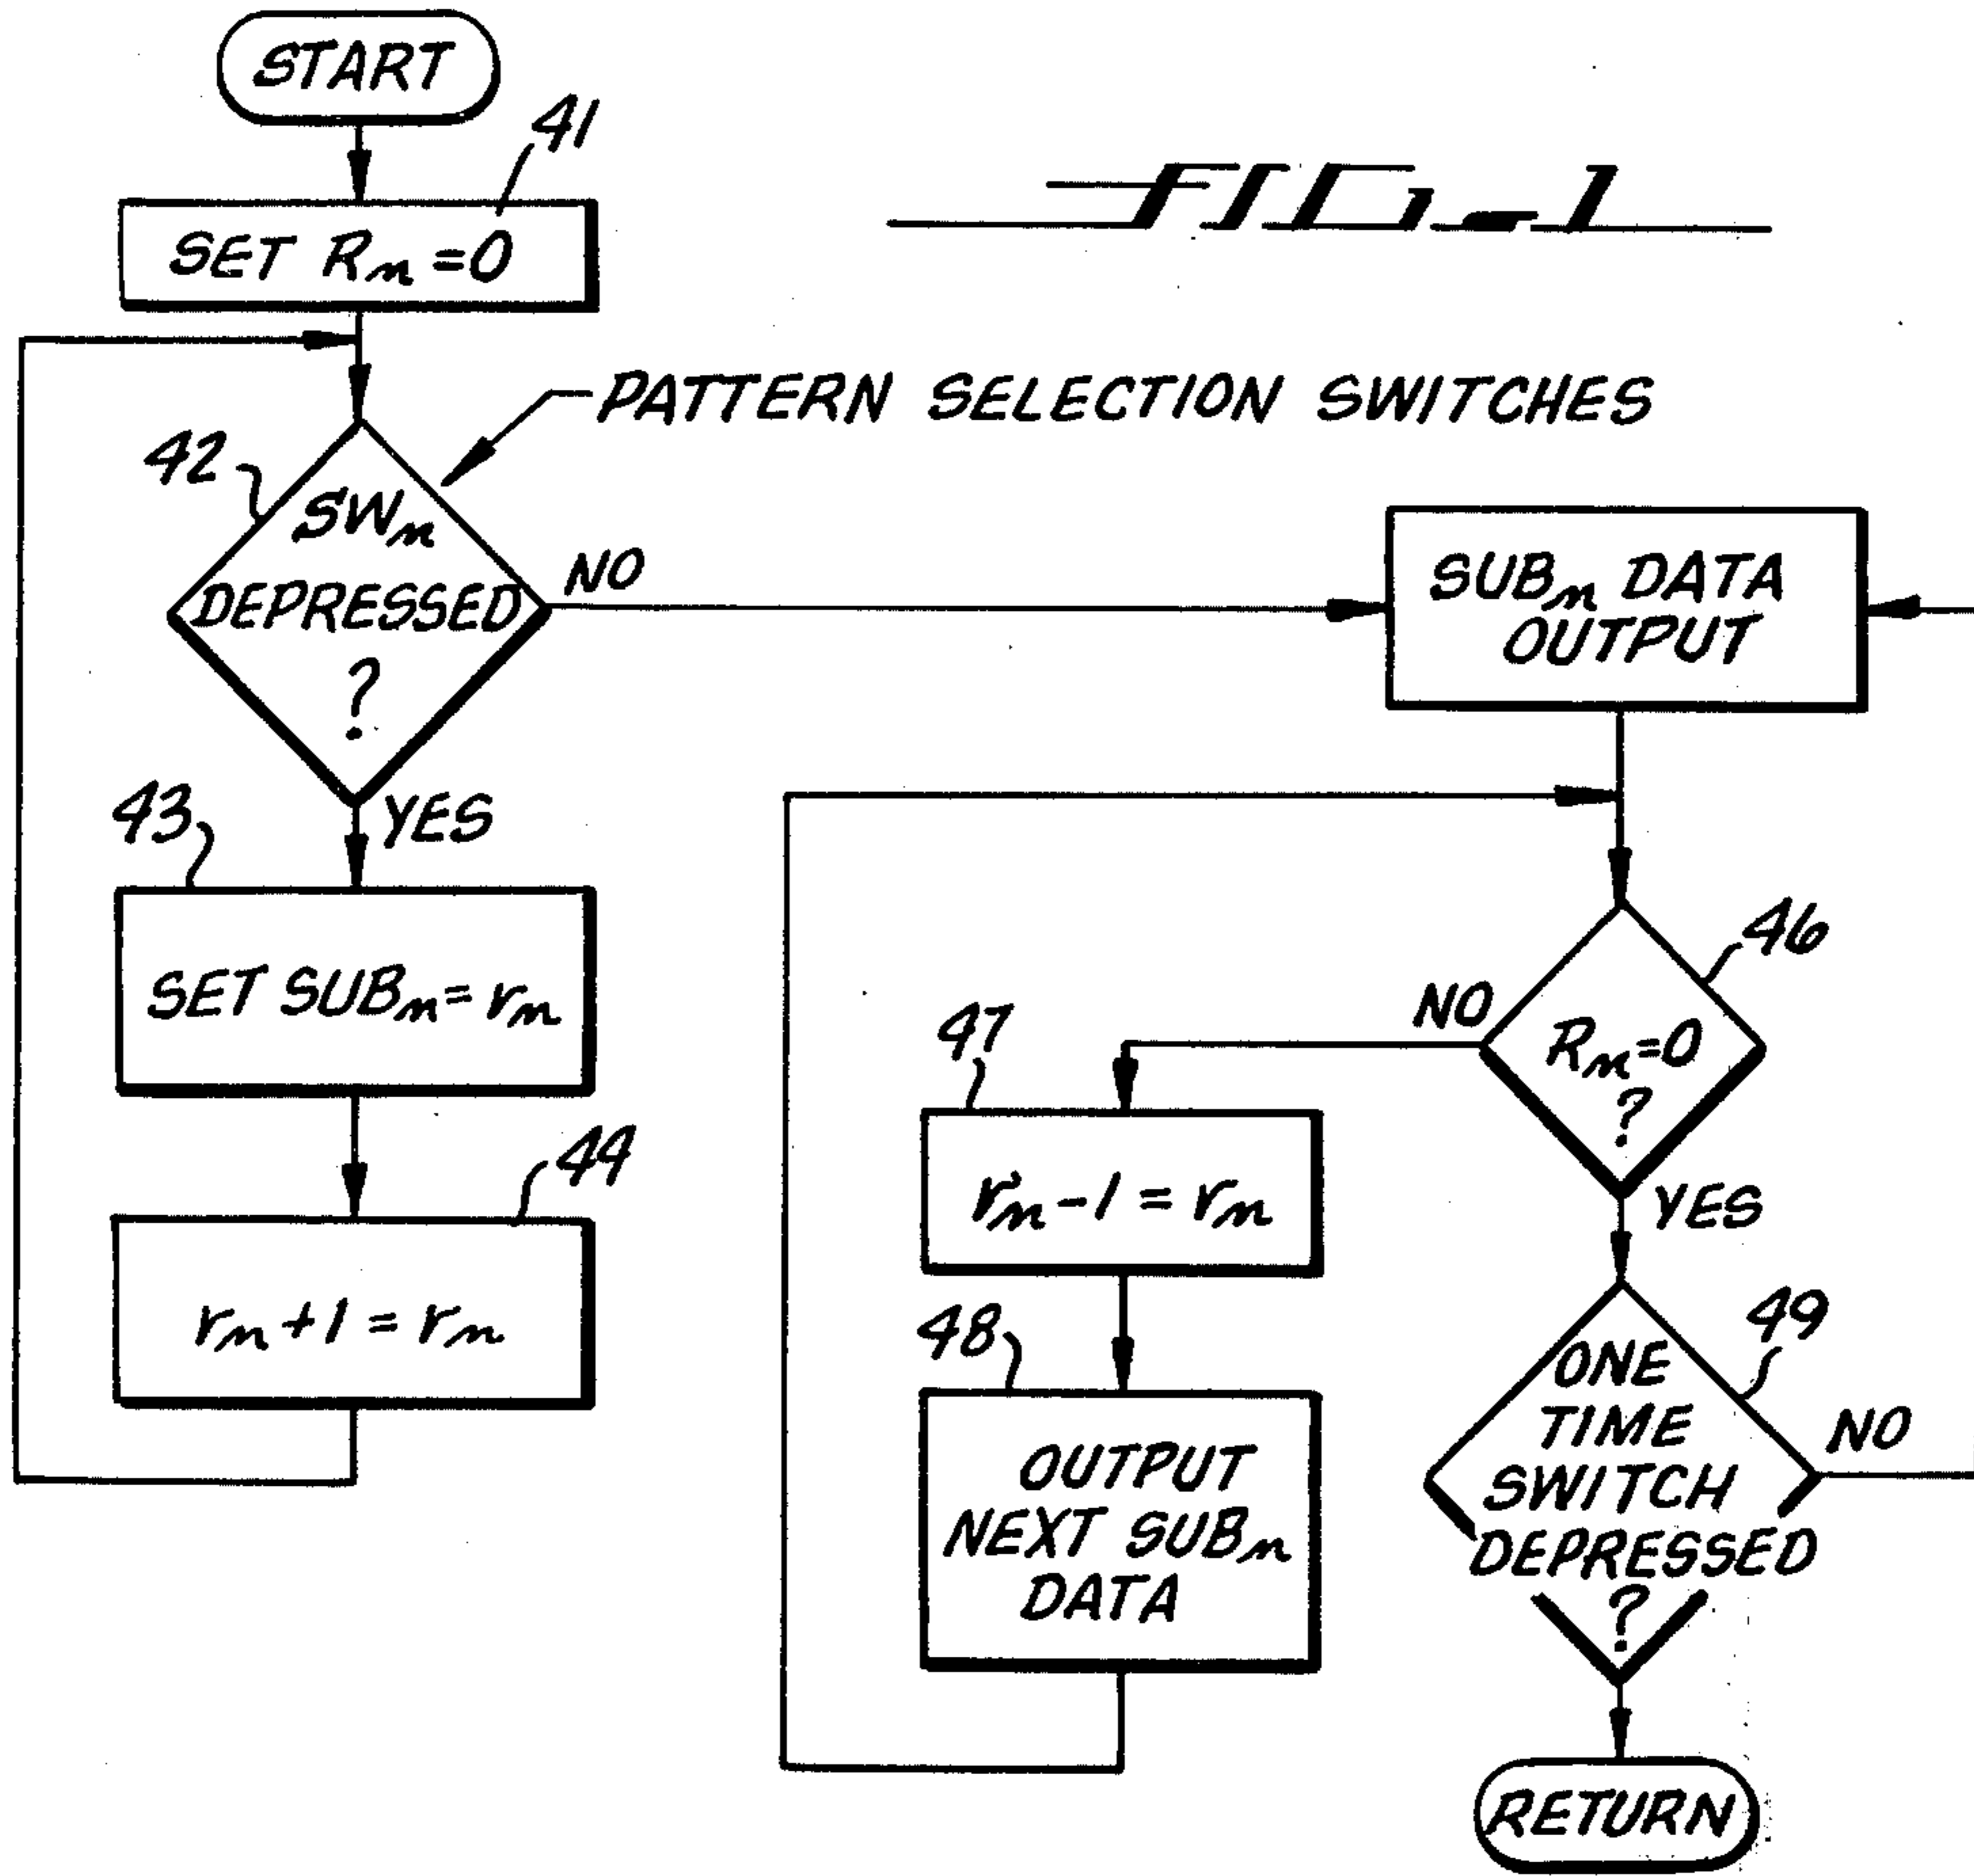 START
41
SET Rn=0
FIG_1
PATTERN SELECTION SWITCHES
42
SWn
DEPRESSED
?
NO
YES
43
SET SUBn=rn
44
rn+1=rn
SUBn DATA
OUTPUT
46
Rn=0
?
NO
YES
47
rn-1=rn
48
OUTPUT
NEXT SUBn
DATA
49
ONE
TIME
SWITCH
DEPRESSED
?
NO
RETURN